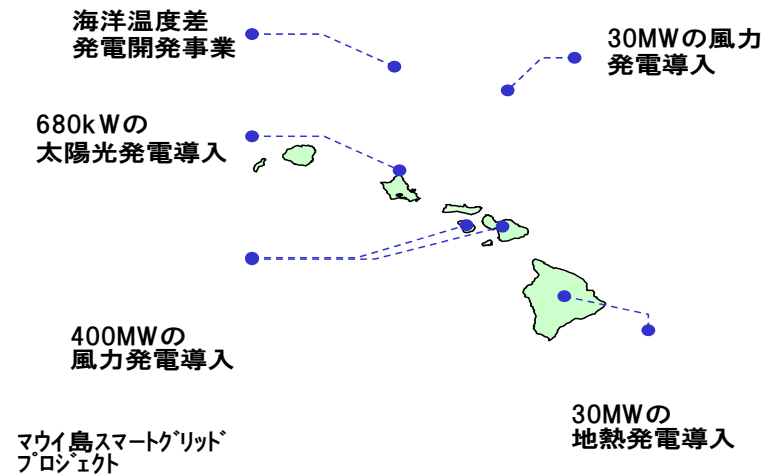 海洋温度差
発電開発事業
30MWの風力
発電導入
680kWの
太陽光発電導入
400MWの
風力発電導入
30MWの
地熱発電導入
マウイ島スマートグリッド
プロジェクト